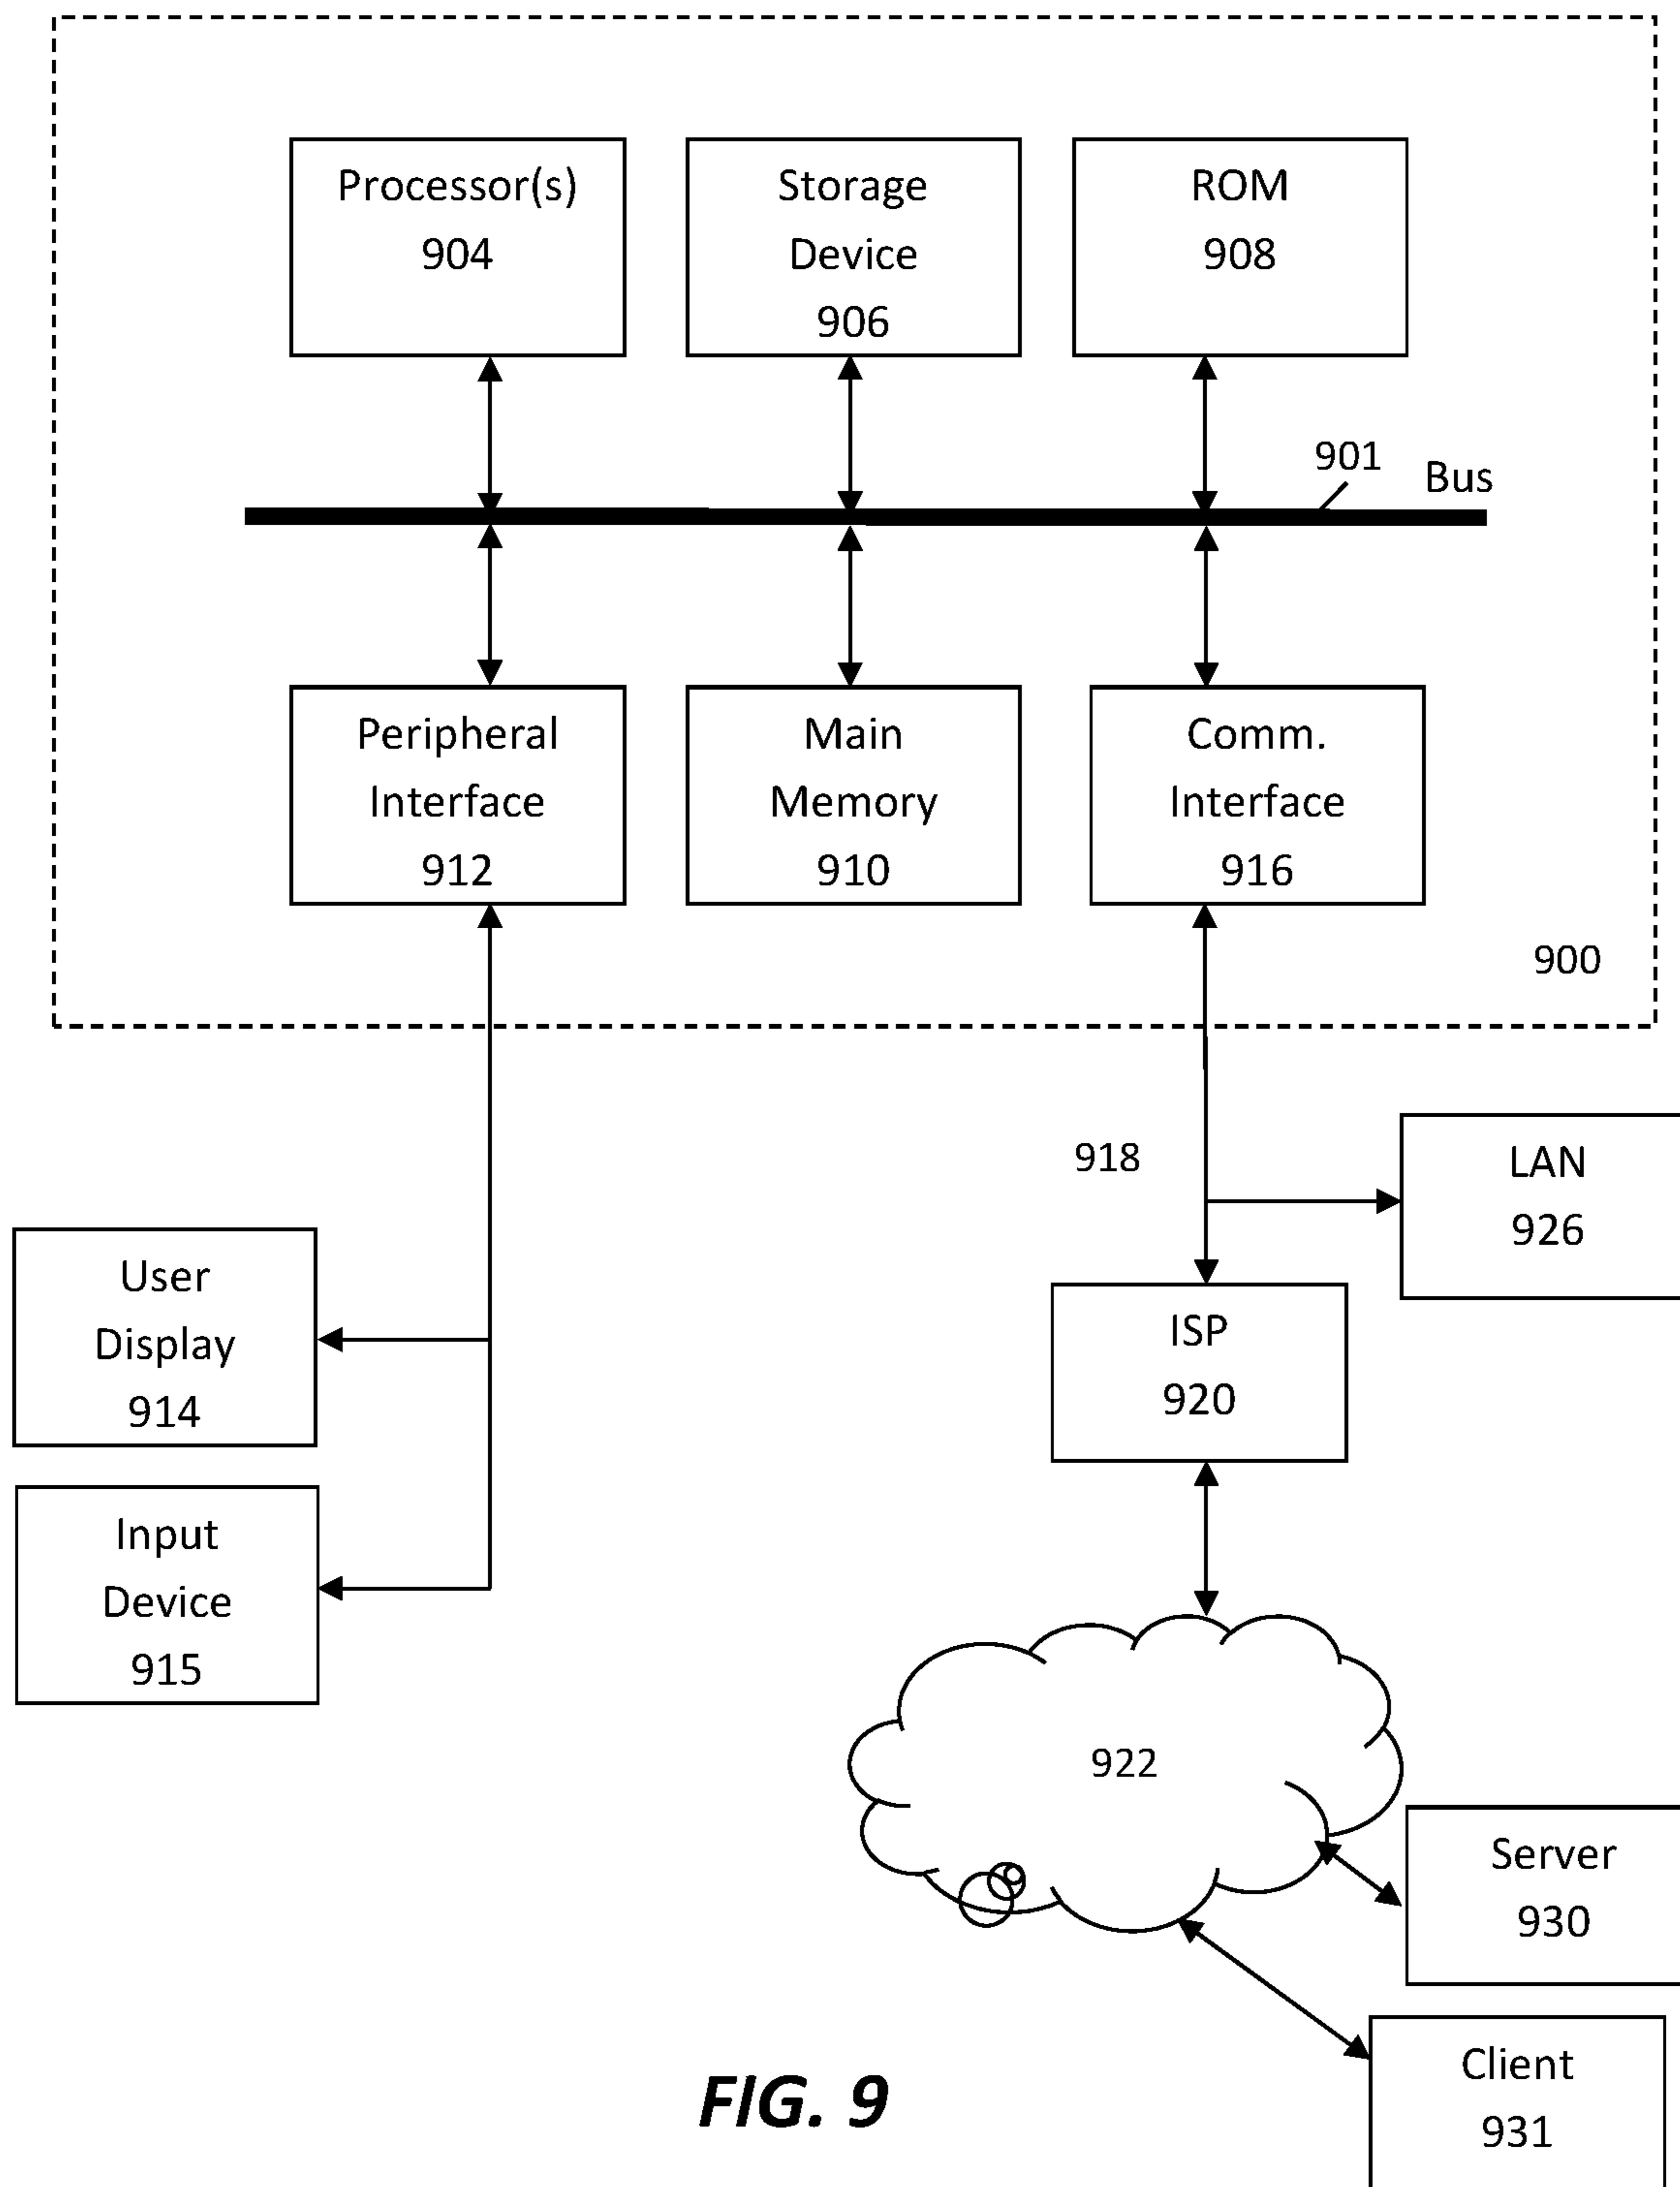 Processor(s)
904
Storage
Device
906
ROM
908
901
Bus
Peripheral
Interface
912
Main
Memory
910
Comm.
Interface
916
900
918
LAN
926
User
Display
914
ISP
920
Input
Device
915
922
Server
930
Client
931
FIG. 9